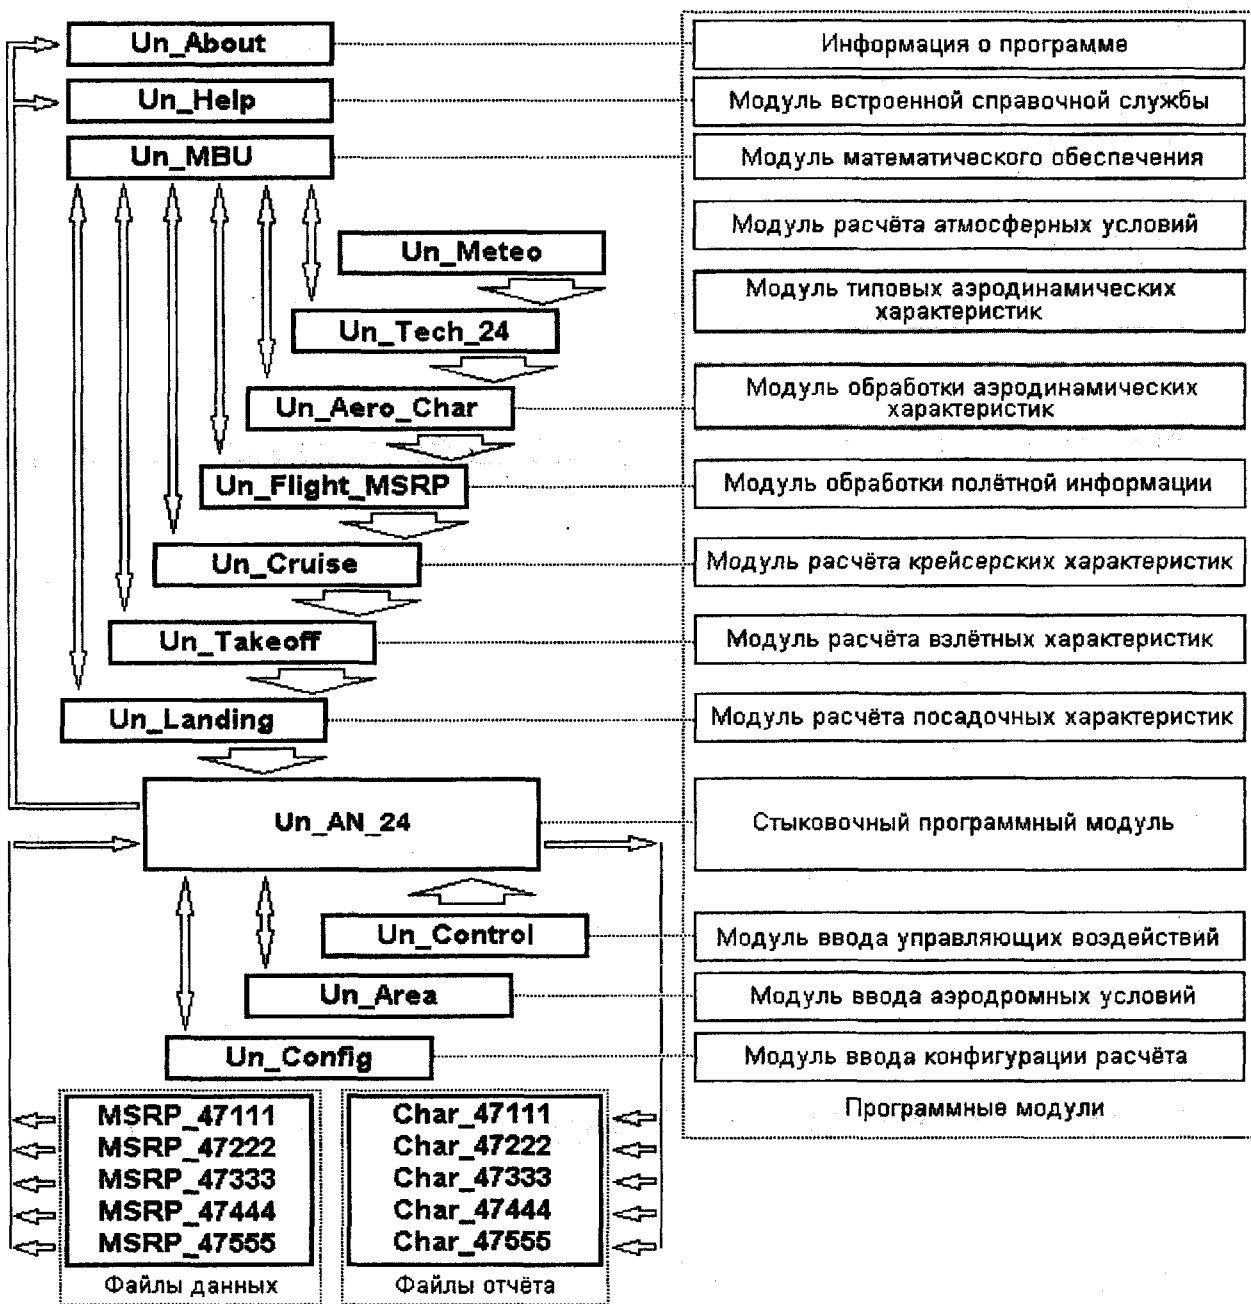 Un_About
Информация о программе
Un_Help
Модуль встроенной справочной службы
Un_MBU
Модуль математического обеспечения
Модуль расчёта атмосферных условий
Un_Meteo
Модуль типовых аэродинамических
характеристик
Un_Tech_24
Модуль обработки аэродинамических
характеристик
Un_Aero_Char
Un_Flight_MSRP
Модуль обработки полётной информации
Un_Cruise
Модуль расчёта крейсерских характеристик
Un_Takeoff
Модуль расчёта взлётных характеристик
Un_Landing
Модуль расчёта посадочных характеристик
Un_AN_24
Стыковочный программный модуль
Un_Control
Модуль ввода управляющих воздействий
Un_Area
Модуль ввода аэродромных условий
Un_Config
Модуль ввода конфигурации расчёта
Программные модули
MSRP_47111
MSRP_47222
MSRP_47333
MSRP_47444
MSRP_47555
Файлы данных
Char_47111
Char_47222
Char_47333
Char_47444
Char_47555
Файлы отчёта